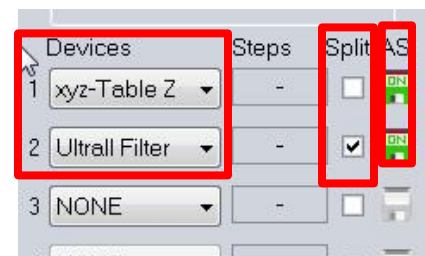 Devices Steps Split AS
1 xyz-Table Z - ON
2 Ultrall Filter - ON
3 NONE -